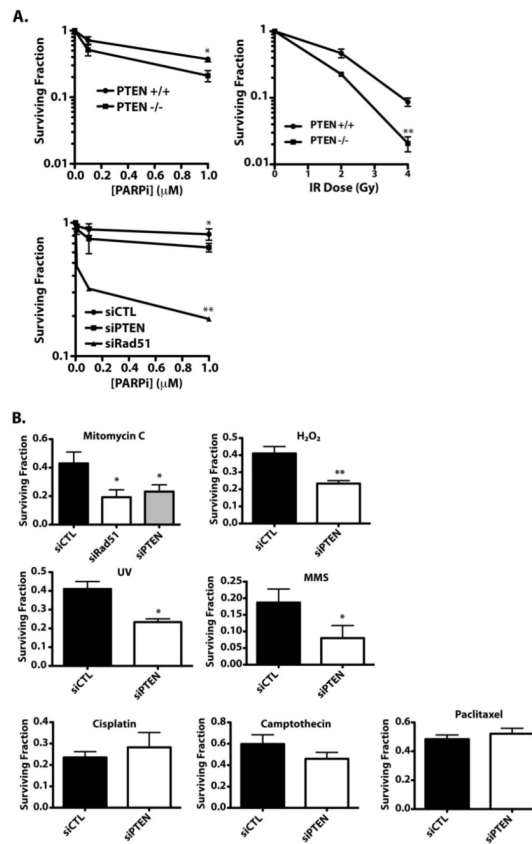 A.
Surviving Fraction
1
0.1
0.01
0.0 0.2 0.4 0.6 0.8 1.0
[PARPi] (μM)
PTEN +/+
PTEN -/-
*
Surviving Fraction
1
0.1
0.01
0 1 2 3 4
IR Dose (Gy)
PTEN +/+
PTEN -/-
**
Surviving Fraction
1
0.1
0.0 0.2 0.4 0.6 0.8 1.0
[PARPi] (μM)
siCTL
siPTEN
siRad51
*
**
B.
Mitomycin C
Surviving Fraction
0.6
0.4
0.2
0.0
* *
siCTL siRad51 siPTEN
H₂O₂
Surviving Fraction
0.5
0.4
0.3
0.2
0.1
0.0
**
siCTL siPTEN
UV
Surviving Fraction
0.5
0.4
0.3
0.2
0.1
0.0
*
siCTL siPTEN
MMS
Surviving Fraction
0.25
0.20
0.15
0.10
0.05
0.00
*
siCTL siPTEN
Cisplatin
Surviving Fraction
0.4
0.3
0.2
0.1
0.0
siCTL siPTEN
Camptothecin
Surviving Fraction
0.8
0.6
0.4
0.2
0.0
siCTL siPTEN
Paclitaxel
Surviving Fraction
0.6
0.4
0.2
0.0
siCTL siPTEN